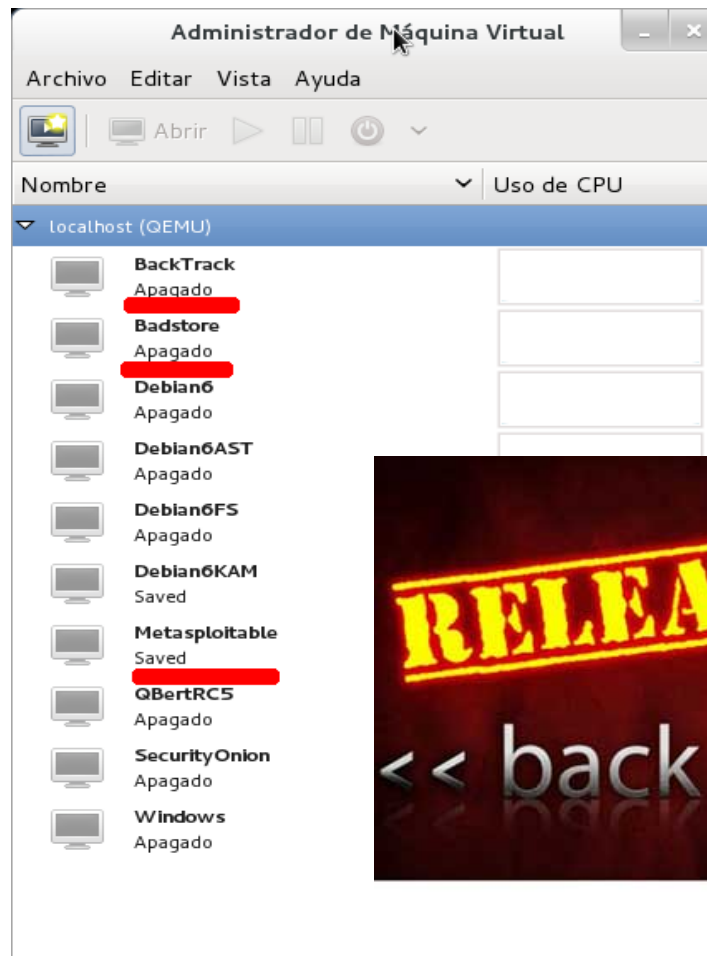 Administrador de Máquina Virtual
Archivo Editar Vista Ayuda
Abrir
Nombre Uso de CPU
localhost (QEMU)
BackTrack
Apagado
Badstore
Apagado
Debian6
Apagado
Debian6AST
Apagado
Debian6FS
Apagado
Debian6KAM
Saved
Metasploitable
Saved
QBertRC5
Apagado
SecurityOnion
Apagado
Windows
Apagado
RELEA
<< back